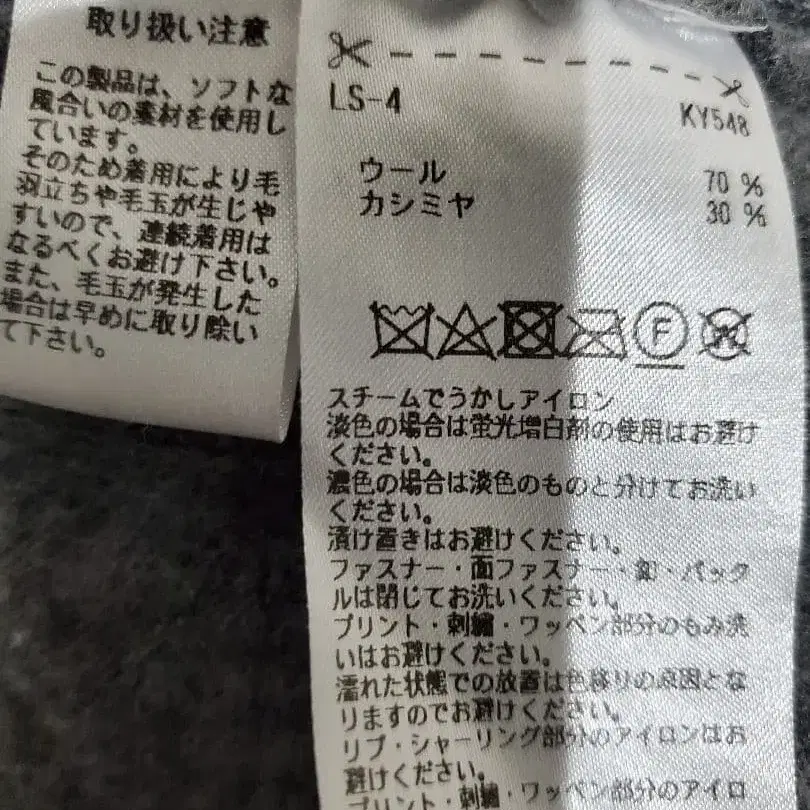 取り扱い注意
この製品は、ソフトな
風合いの素材を使用し
ています。
そのため着用により毛
羽立ちや毛玉が生じや
すいので、連続着用は
なるべくお避け下さい。
また、毛玉が発生した
場合は早めに取り除い
て下さい。
LS-4 KY548
ウール 70 %
カシミヤ 30 %
F
スチームでうかしアイロン
淡色の場合は蛍光増白剤の使用はお避け
ください。
濃色の場合は淡色のものと分けてお洗い
ください。
漬け置きはお避けください。
ファスナー・面ファスナー・釦・バック
ルは閉じてお洗いください。
プリント・刺繍・ワッペン部分のもみ洗
いはお避けください。
濡れた状態での放置は色移りの原因とな
りますのでお避けください。
リブ・シャーリング部分のアイロンはお
避けください。
プリント・刺繍・ワッペン部分のアイロ